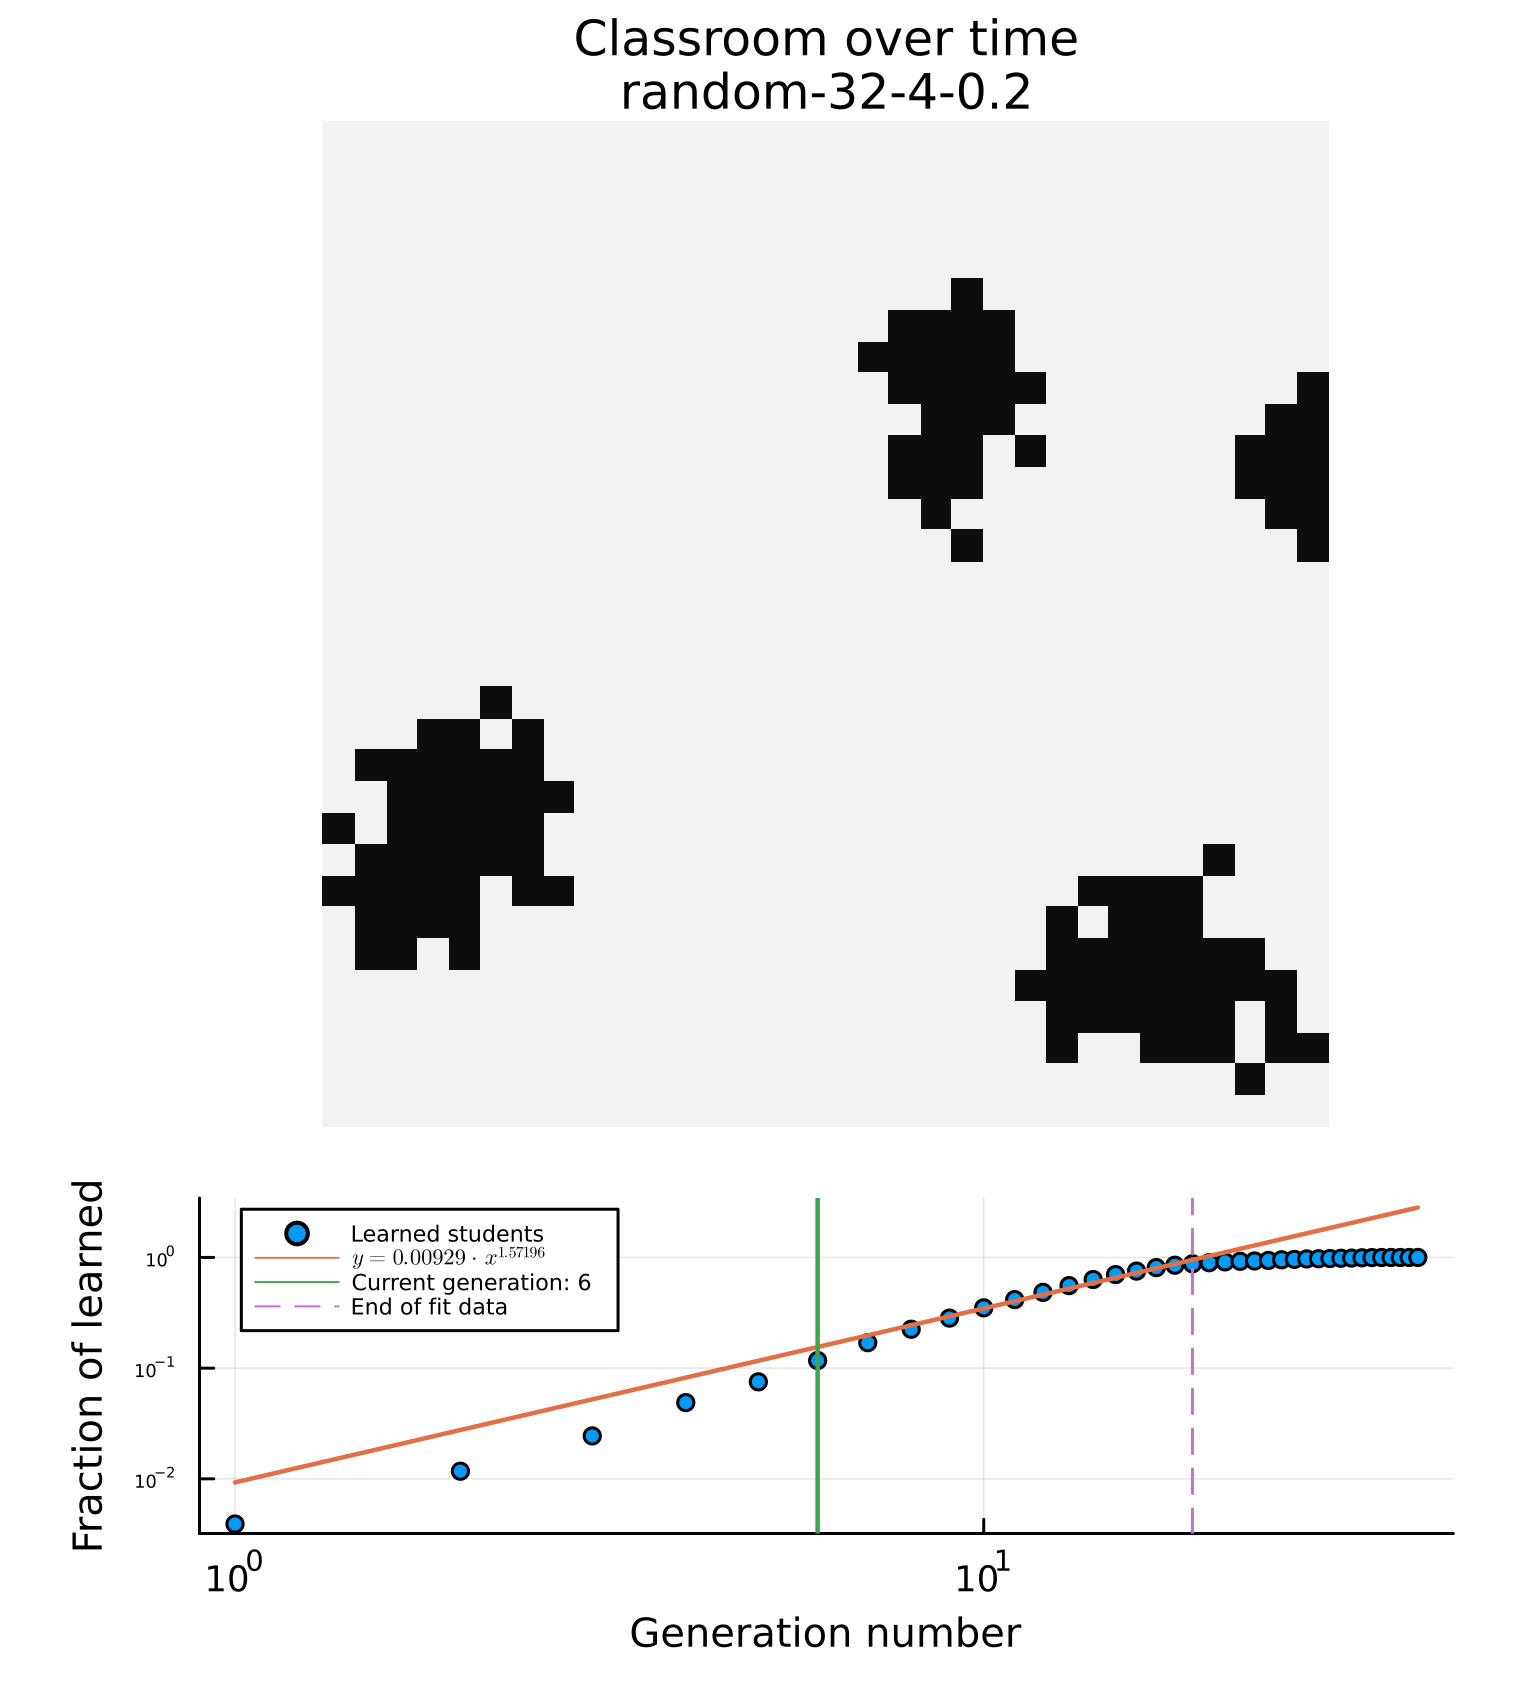 Classroom over time
random-32-4-0.2
Learned students
y = 0.00929 · x^1.57196
Current generation: 6
End of fit data
10^0
10^-1
10^-2
Fraction of learned
10^0
10^1
Generation number